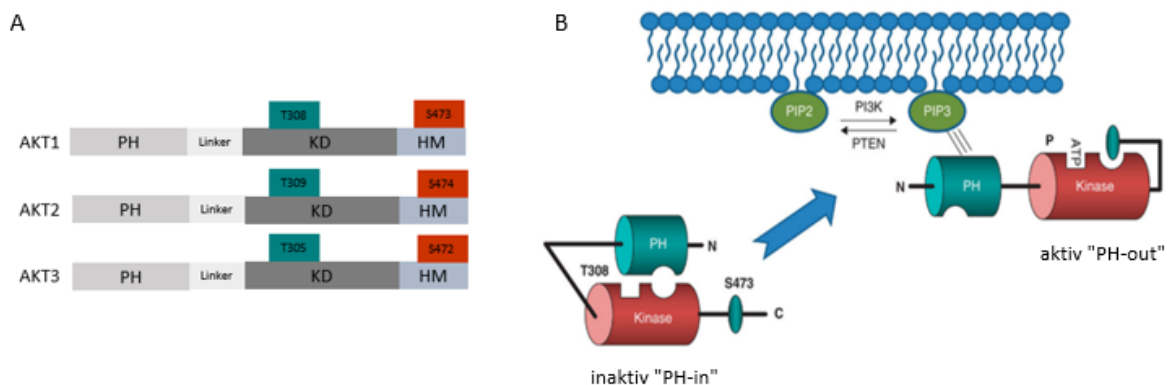 A
T308
S473
AKT1
PH
Linker
KD
HM
T309
S474
AKT2
PH
Linker
KD
HM
T305
S472
AKT3
PH
Linker
KD
HM
B
PIP2
PI3K
PTEN
PIP3
N
PH
P
ATP
Kinase
aktiv "PH-out"
PH
N
T308
Kinase
S473
C
inaktiv "PH-in"